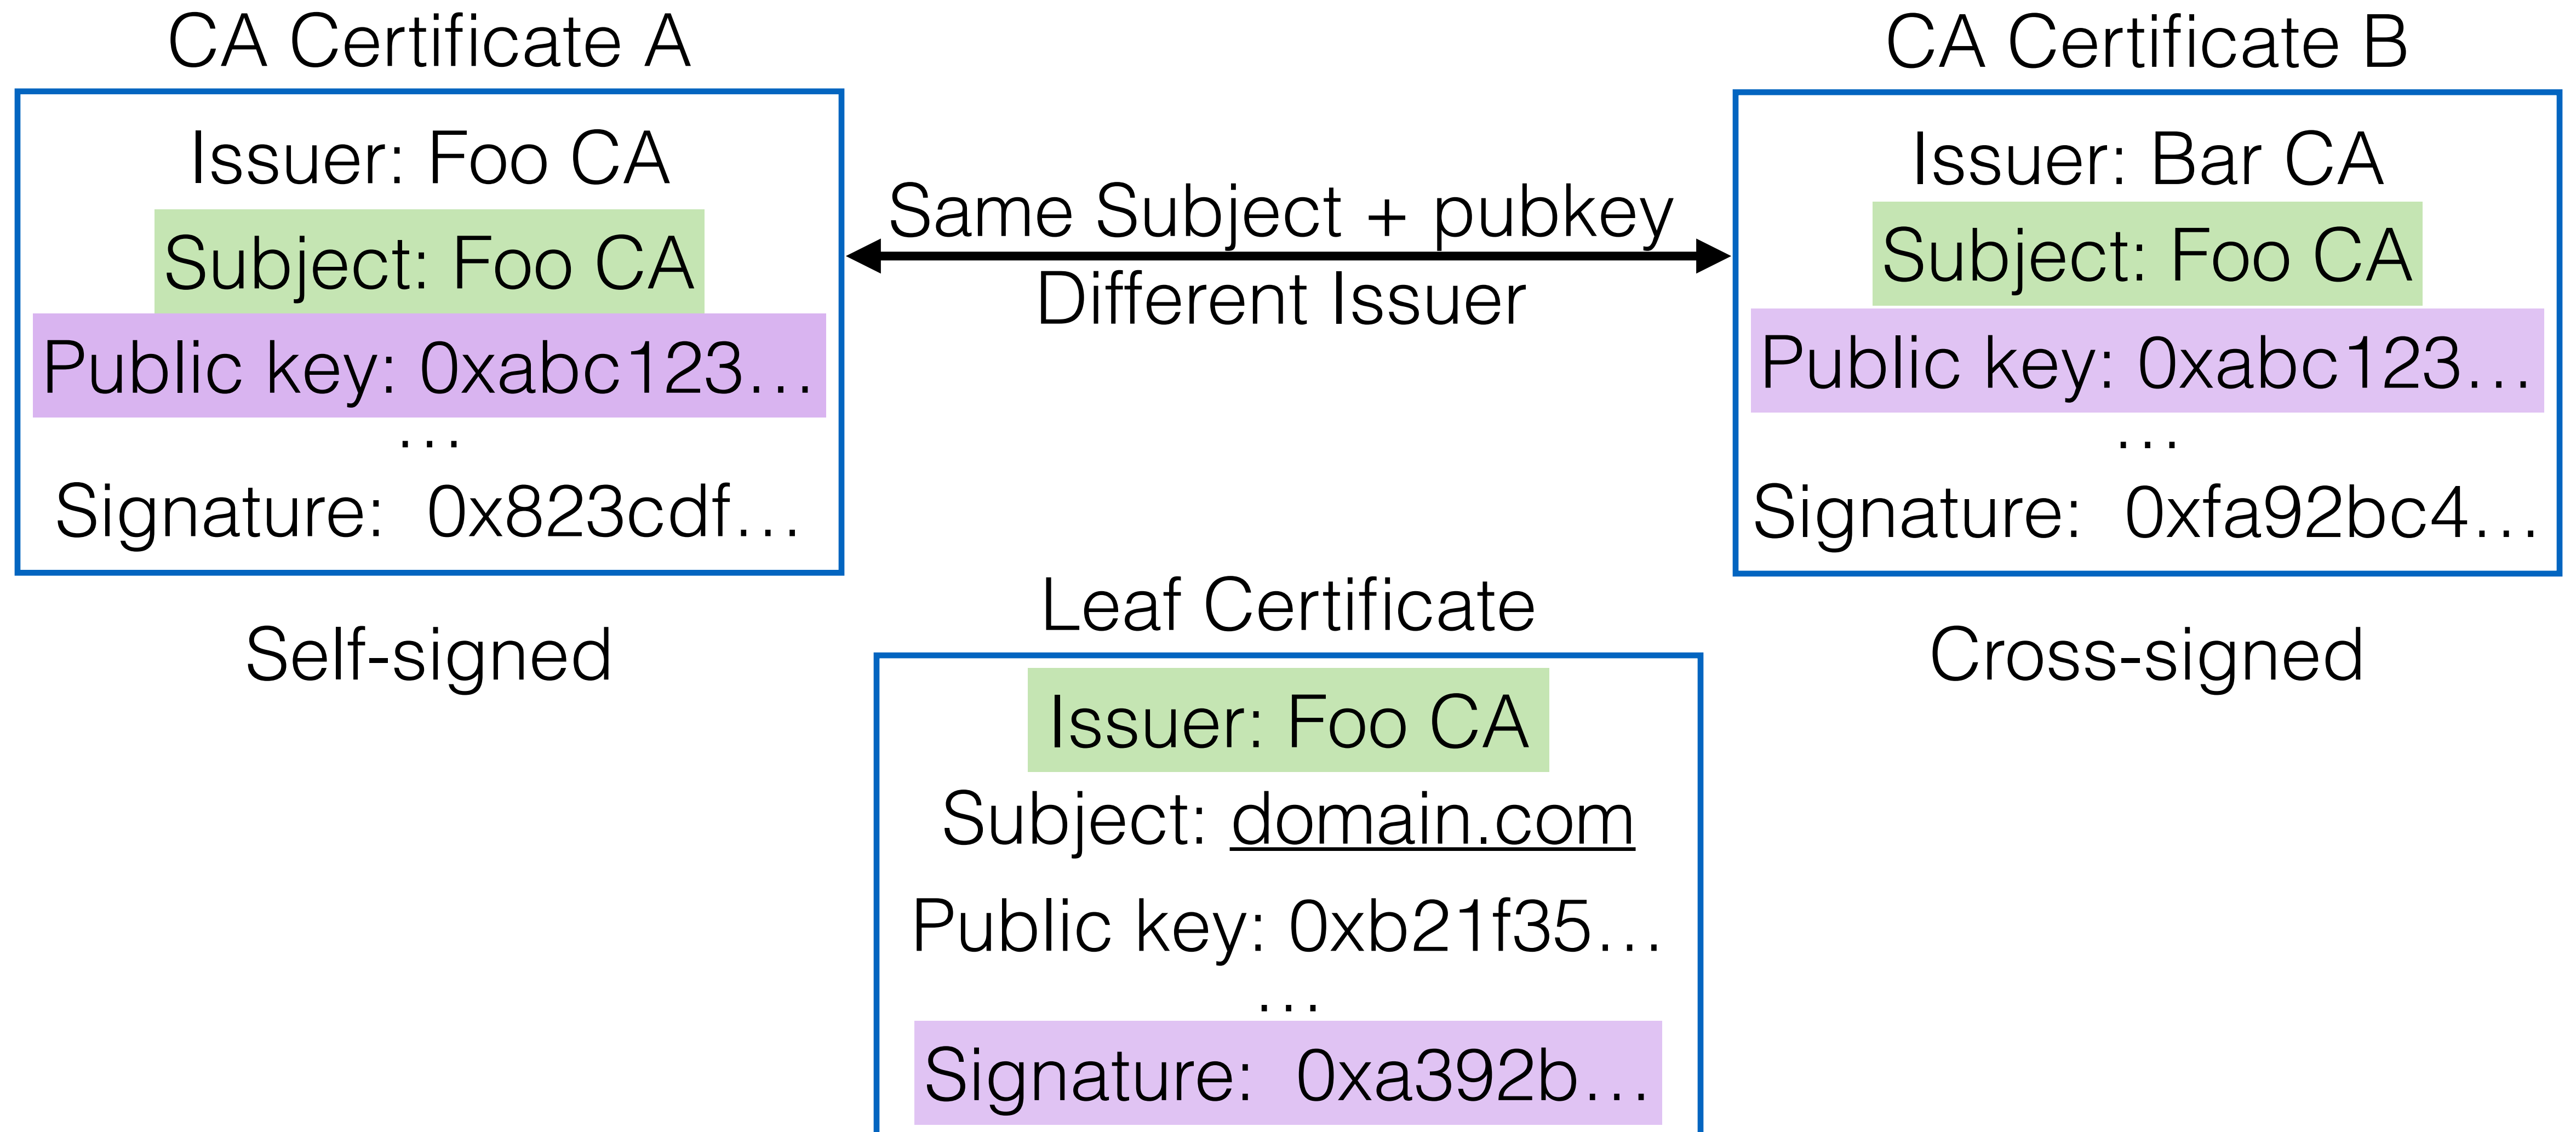 CA Certificate A
Issuer: Foo CA
Subject: Foo CA
Public key: 0xabc123…
…
Signature:  0x823cdf…
Self-signed
Same Subject + pubkey
Different Issuer
CA Certificate B
Issuer: Bar CA
Subject: Foo CA
Public key: 0xabc123…
…
Signature:  0xfa92bc4…
Cross-signed
Leaf Certificate
Issuer: Foo CA
Subject: domain.com
Public key: 0xb21f35…
…
Signature:  0xa392b…